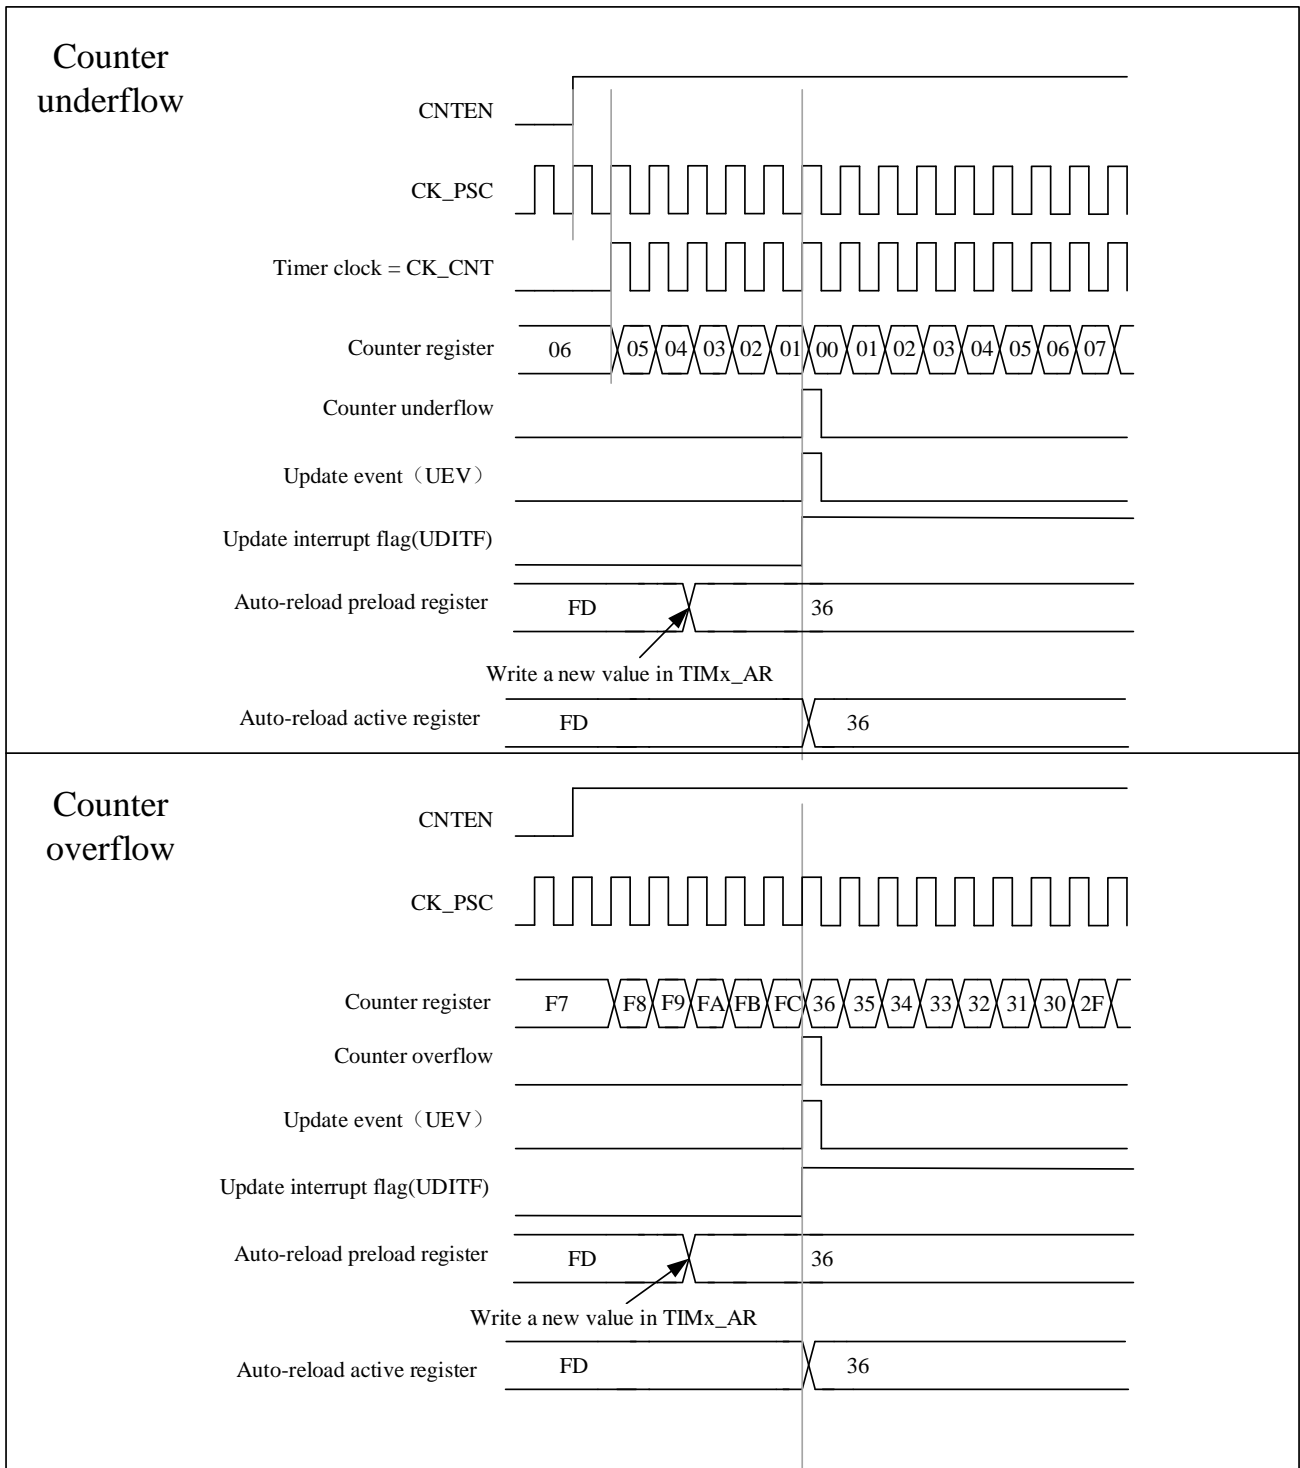 Counter
underflow
CNTEN
CK_PSC
Timer clock = CK_CNT
Counter register 06 05 04 03 02 01 00 01 02 03 04 05 06 07
Counter underflow
Update event（UEV）
Update interrupt flag(UDITF)
Auto-reload preload register FD 36
Write a new value in TIMx_AR
Auto-reload active register FD 36
Counter
overflow
CNTEN
CK_PSC
Counter register F7 F8 F9 FA FB FC 36 35 34 33 32 31 30 2F
Counter overflow
Update event（UEV）
Update interrupt flag(UDITF)
Auto-reload preload register FD 36
Write a new value in TIMx_AR
Auto-reload active register FD 36